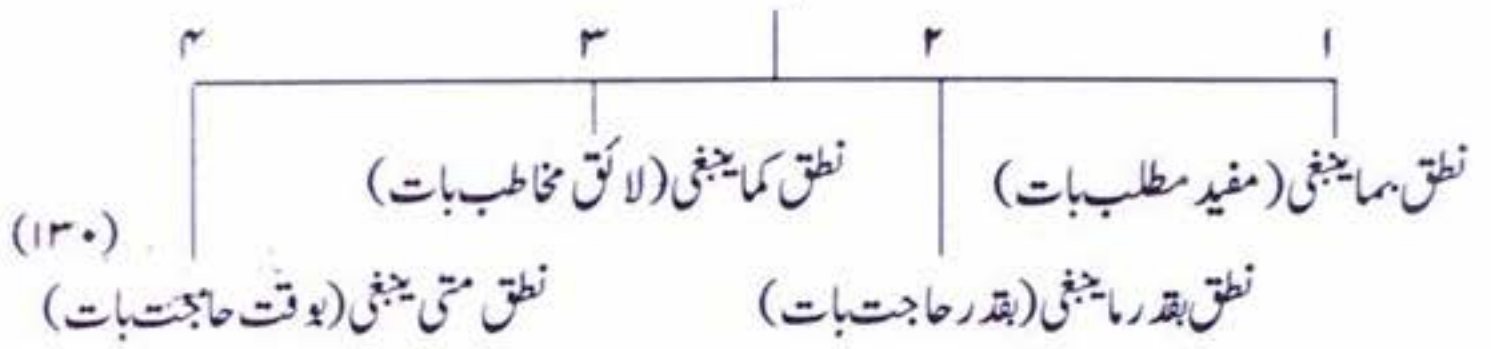 ۱ ۲ ۳ ۴
نطق بما ینبغی (مفید مطلب بات) نطق کما ینبغی (لائق مخاطب بات)
(۱۳۰)
نطق بقدر ما ینبغی (بقدر حاجت بات) نطق متی ینبغی (بوقت حاجت بات)